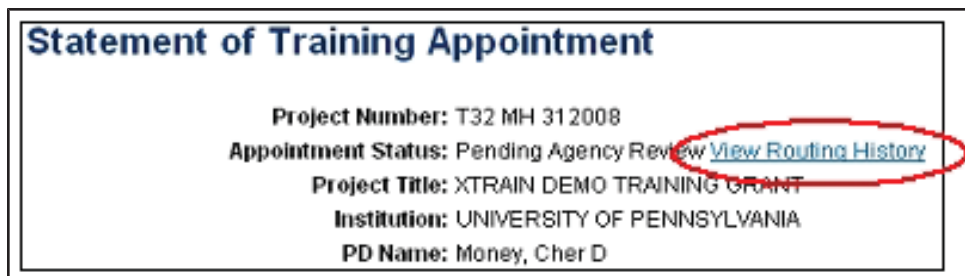 Statement of Training Appointment
Project Number: T32 MH 312008
Appointment Status: Pending Agency Review View Routing History
Project Title: XTRAIN DEMO TRAINING GRANT
Institution: UNIVERSITY OF PENNSYLVANIA
PD Name: Money, Cher D